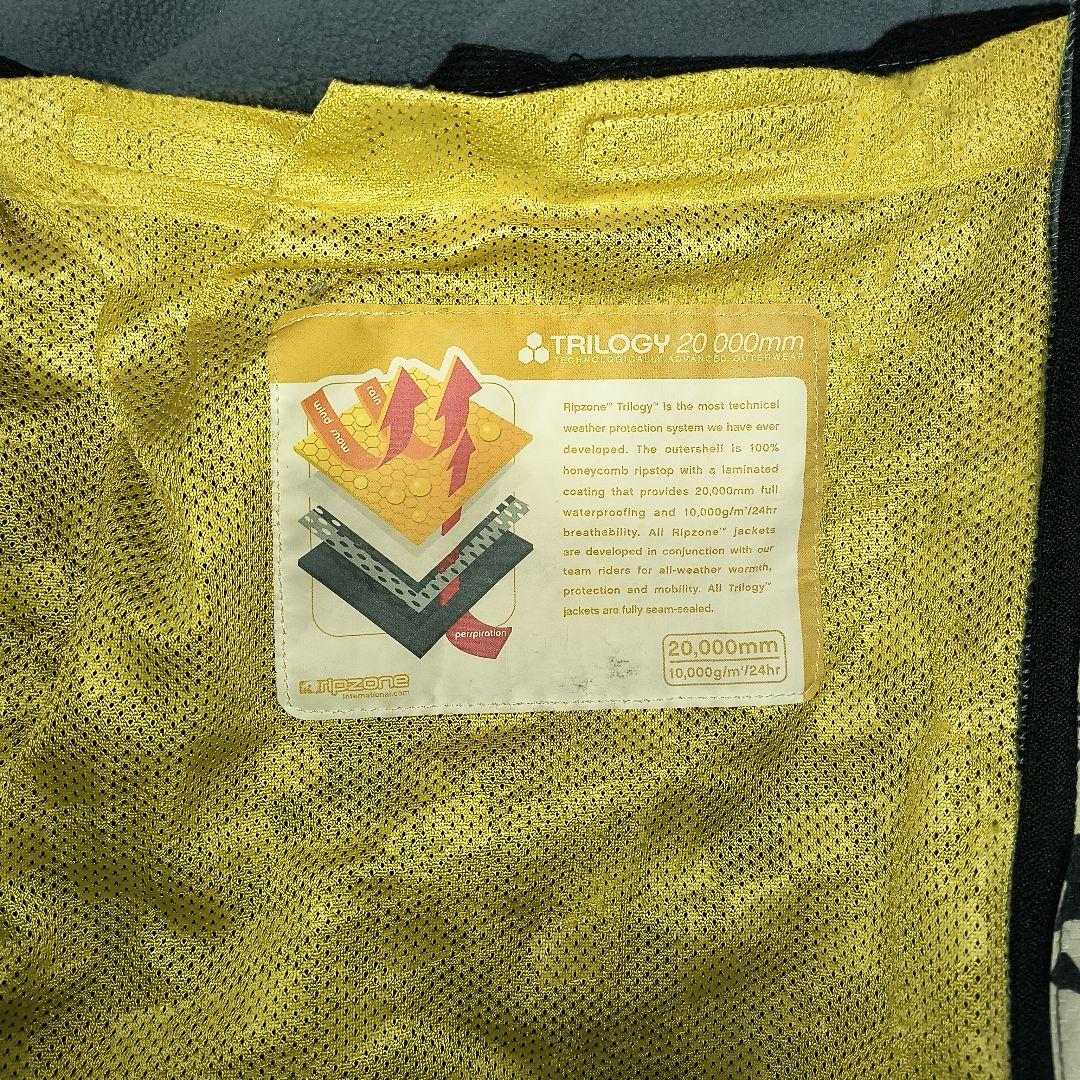 TRILOGY 20 000mm
TECHNOLOGICALLY ADVANCED OUTERWEAR
wind snow
rain
Ripzone™ Trilogy™ is the most technical
weather protection system we have ever
developed. The outershell is 100%
honeycomb ripstop with a laminated
coating that provides 20,000mm full
waterproofing and 10,000g/m²/24hr
breathability. All Ripzone™ jackets
are developed in conjunction with our
team riders for all-weather warmth,
protection and mobility. All Trilogy™
jackets are fully seam-sealed.
perspiration
20,000mm
10,000g/m²/24hr
ripzone
international.com